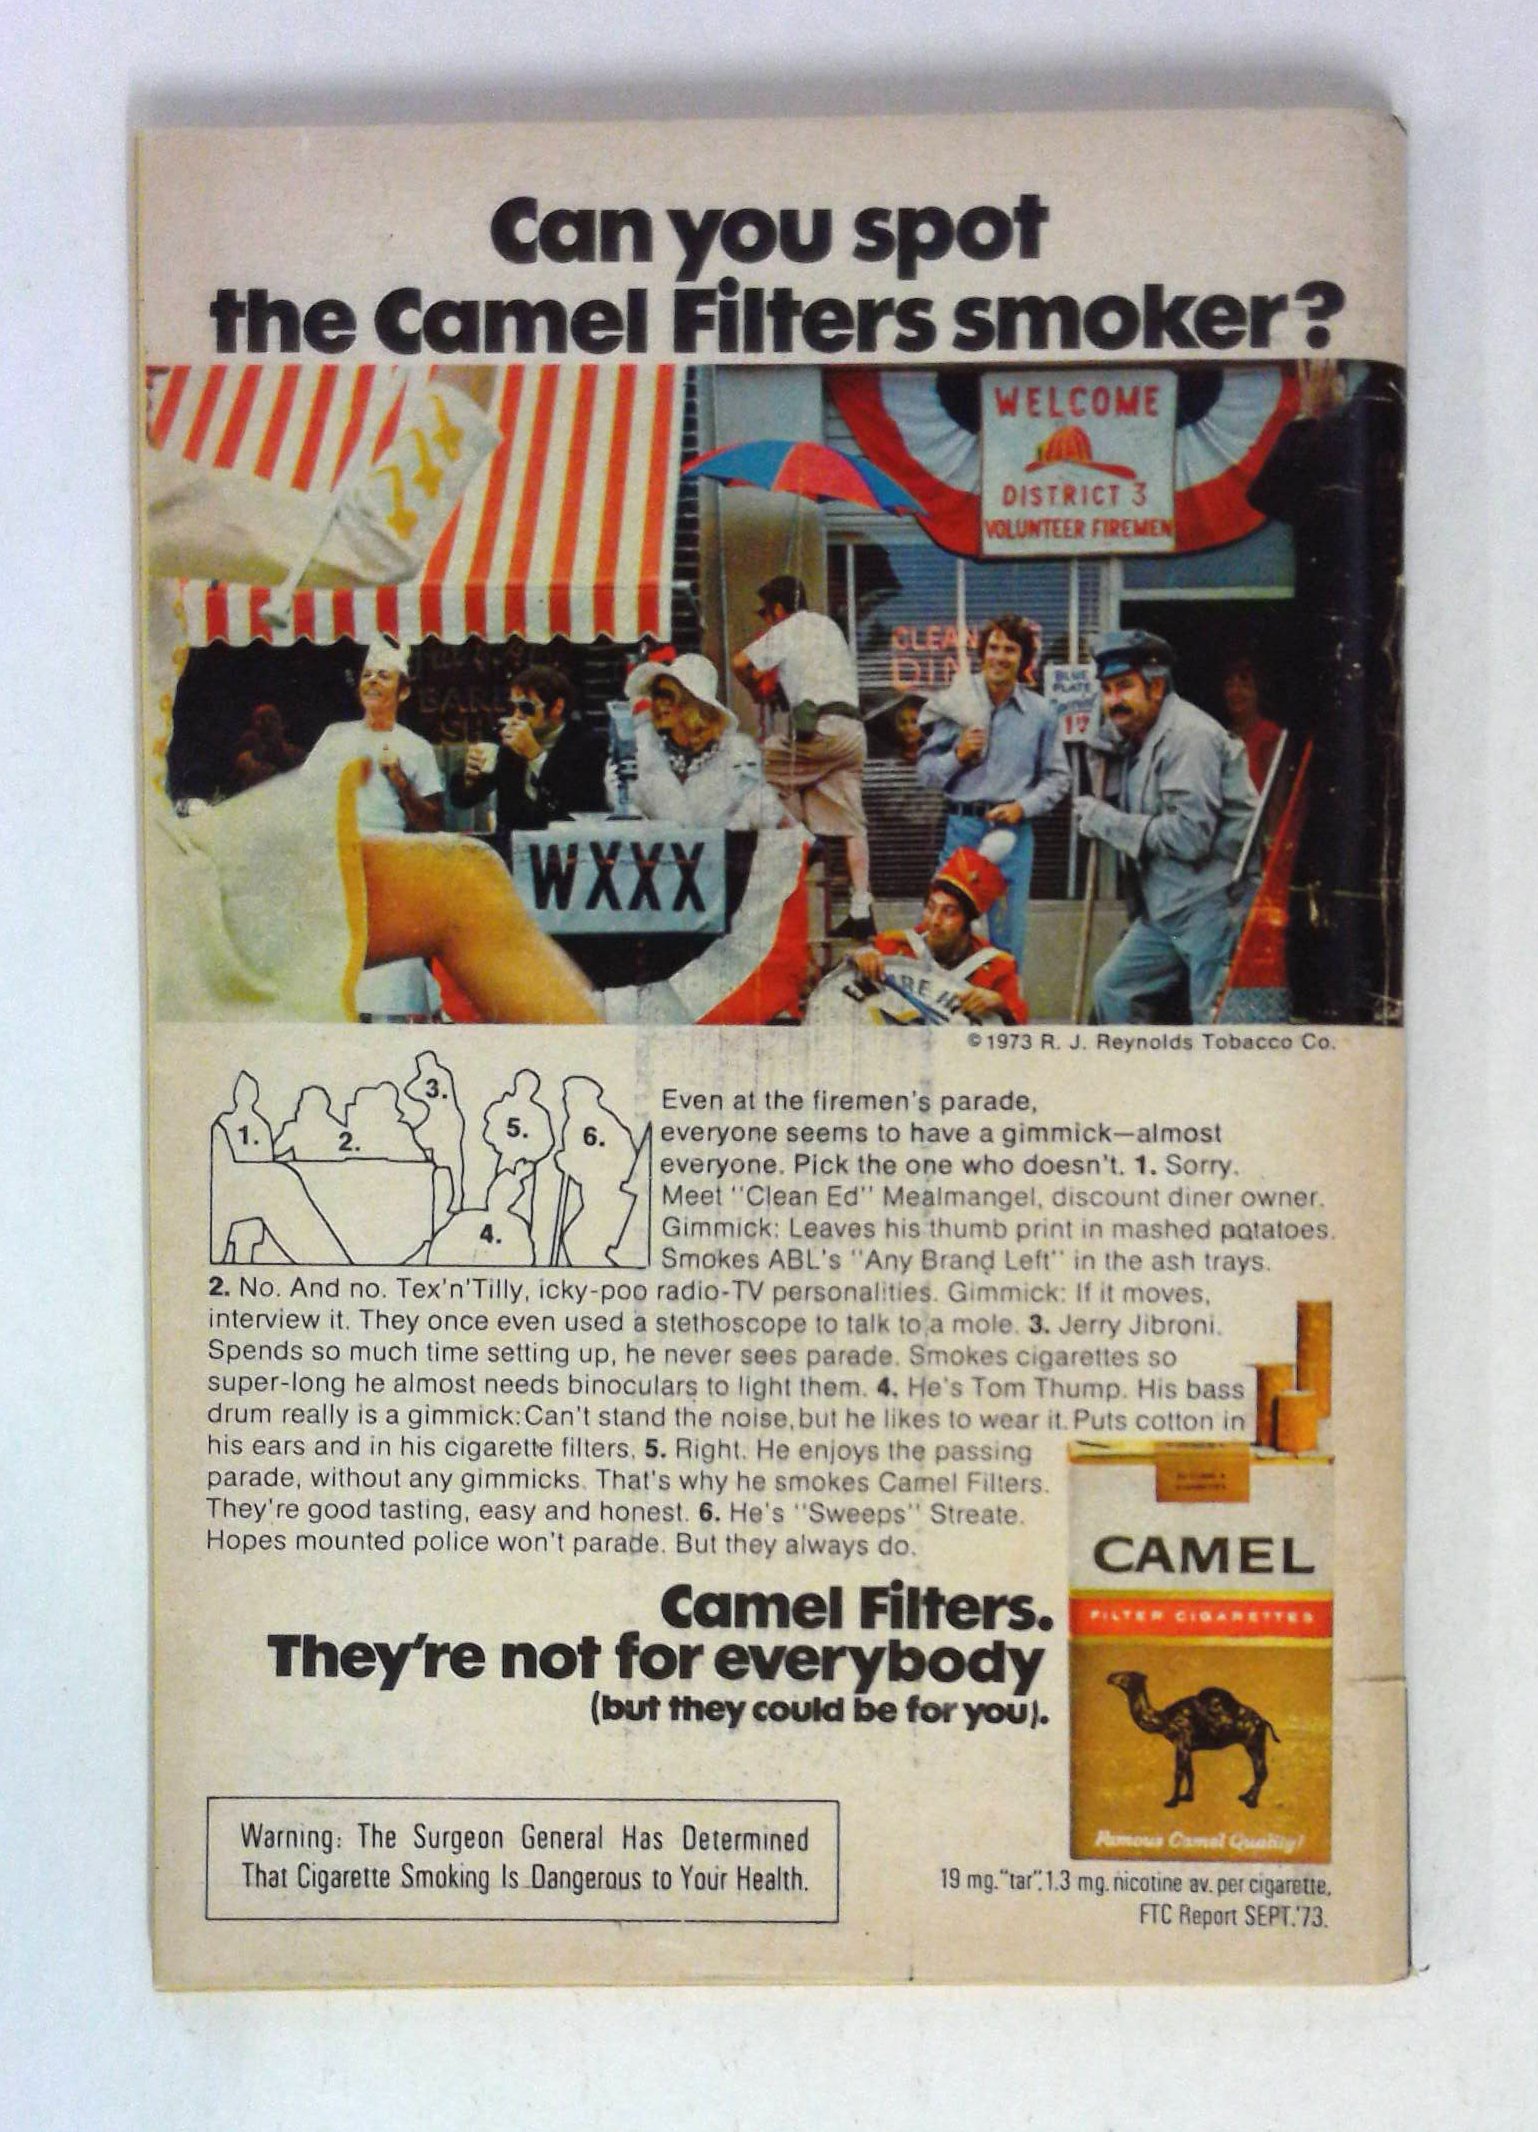 Can you spot
the Camel Filters smoker?
WELCOME
DISTRICT 3
VOLUNTEER FIREMEN
CLEAN
BLUE
PLATE
WXXX
©1973 R. J. Reynolds Tobacco Co.
1.
2.
3.
4.
5.
6.
Even at the firemen's parade,
everyone seems to have a gimmick—almost
everyone. Pick the one who doesn't. 1. Sorry.
Meet "Clean Ed" Mealmangel, discount diner owner.
Gimmick: Leaves his thumb print in mashed potatoes.
Smokes ABL's "Any Brand Left" in the ash trays.
2. No. And no. Tex'n'Tilly, icky-poo radio-TV personalities. Gimmick: If it moves,
interview it. They once even used a stethoscope to talk to a mole. 3. Jerry Jibroni.
Spends so much time setting up, he never sees parade. Smokes cigarettes so
super-long he almost needs binoculars to light them. 4. He's Tom Thump. His bass
drum really is a gimmick: Can't stand the noise, but he likes to wear it. Puts cotton in
his ears and in his cigarette filters. 5. Right. He enjoys the passing
parade, without any gimmicks. That's why he smokes Camel Filters.
They're good tasting, easy and honest. 6. He's "Sweeps" Streate.
Hopes mounted police won't parade. But they always do.
Camel Filters.
They're not for everybody
(but they could be for you).
CAMEL
FILTER CIGARETTES
Famous Camel Quality!
Warning: The Surgeon General Has Determined
That Cigarette Smoking Is Dangerous to Your Health.
19 mg. "tar", 1.3 mg. nicotine av. per cigarette,
FTC Report SEPT. '73.